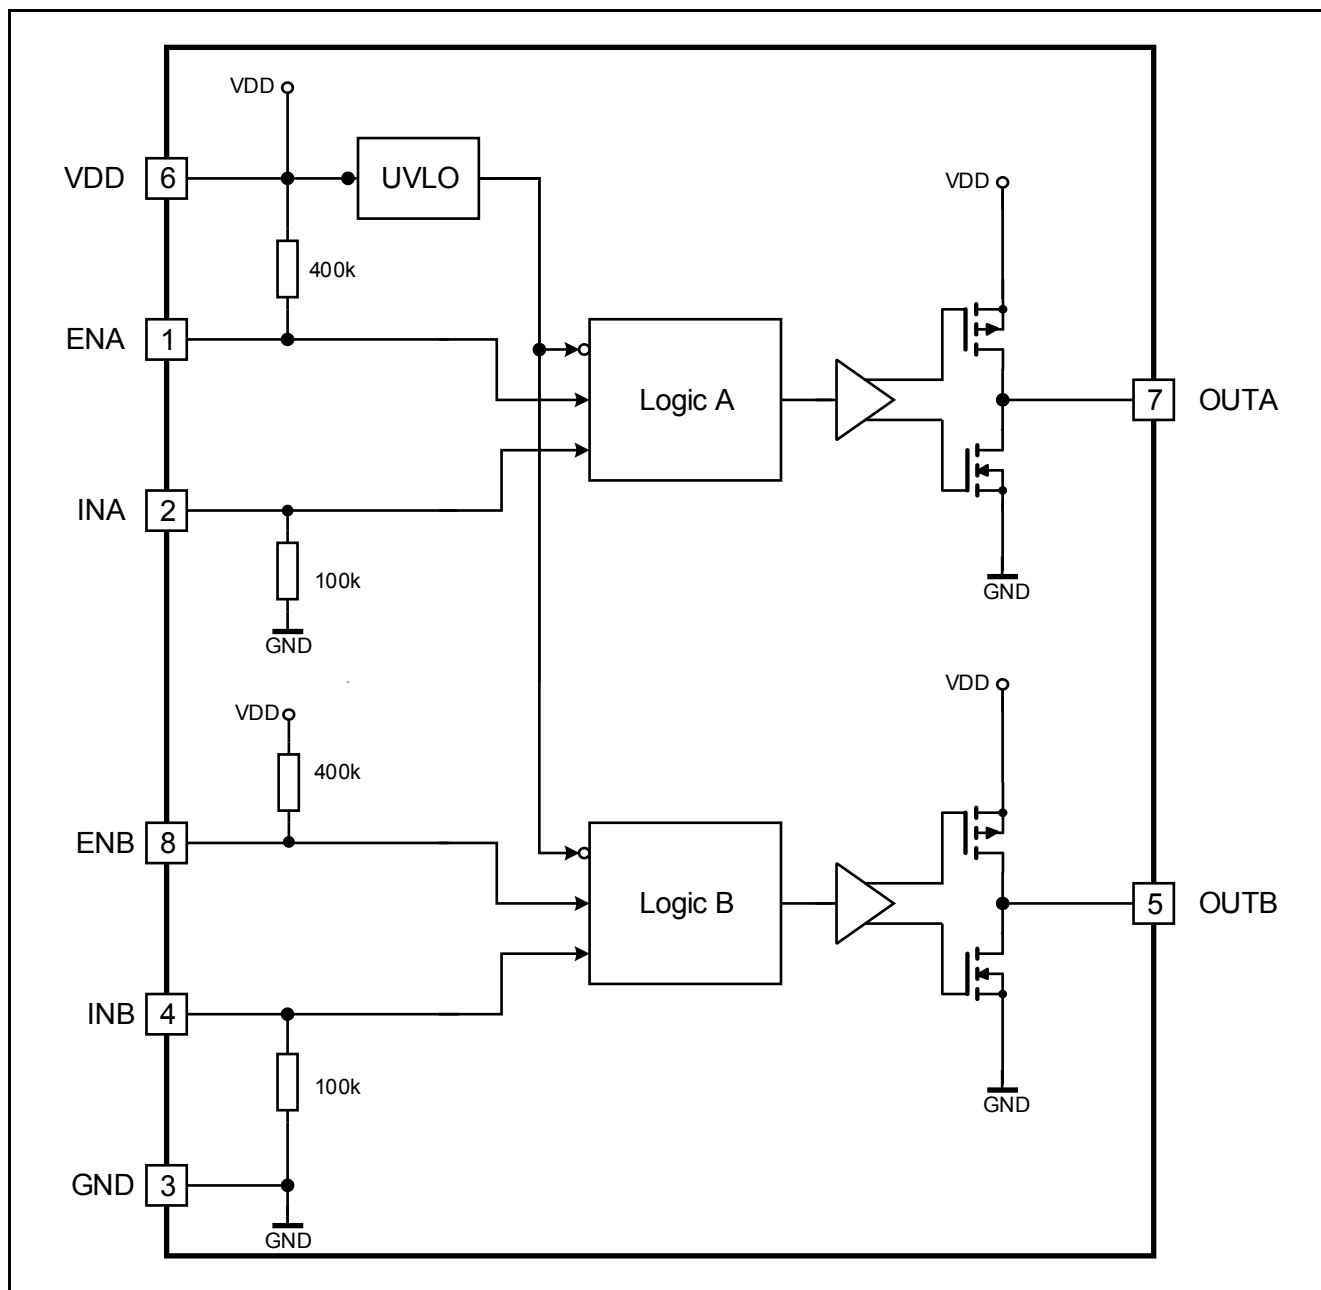 VDD
VDD 6 UVLO
VDD
400k
ENA 1
Logic A
7 OUTA
INA 2
100k
GND
GND
VDD
VDD
400k
ENB 8
Logic B
5 OUTB
INB 4
100k
GND
GND 3
GND